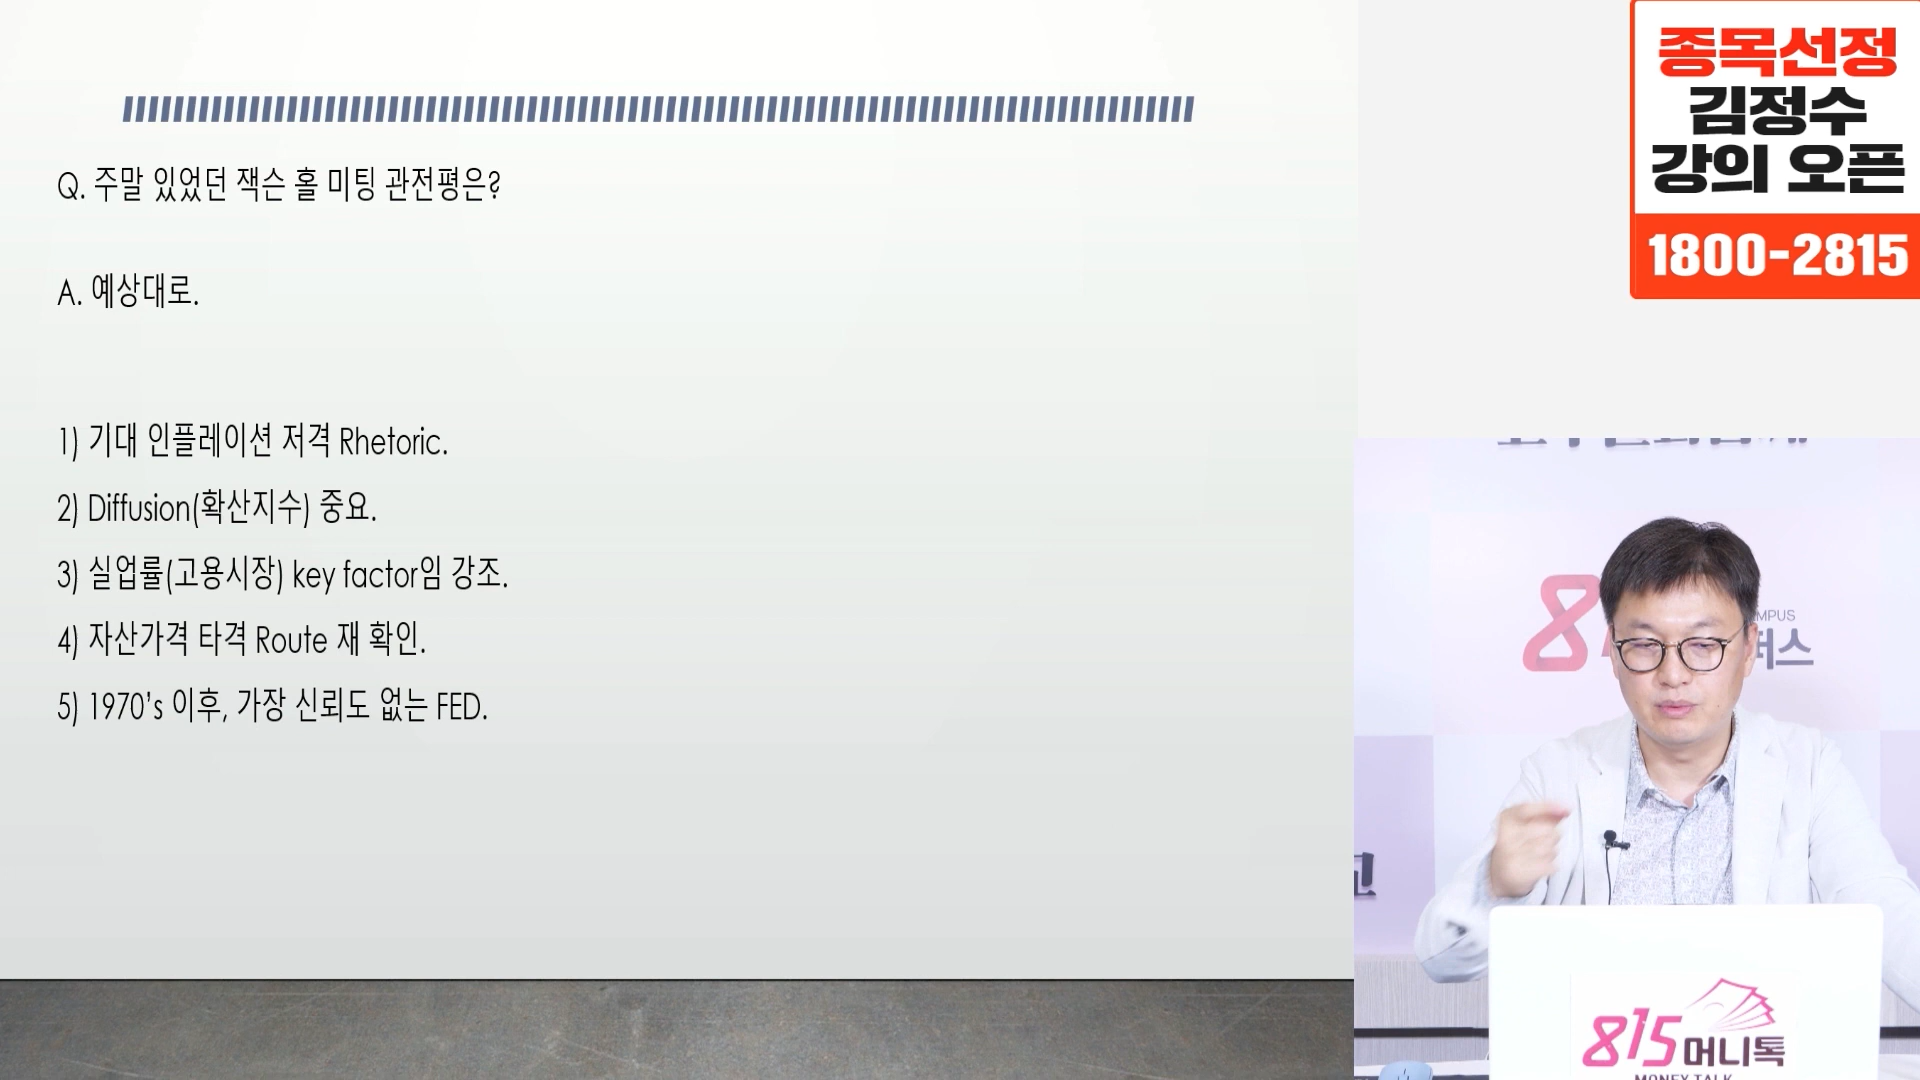 Q. 주말 있었던 잭슨 홀 미팅 관전평은?
A. 예상대로.
1) 기대 인플레이션 저격 Rhetoric.
2) Diffusion(확산지수) 중요.
3) 실업률(고용시장) key factor임 강조.
4) 자산가격 타격 Route 재 확인.
5) 1970's 이후, 가장 신뢰도 없는 FED.
종목선정
김정수
강의 오픈
1800-2815
815머니톡
MONEY TALK